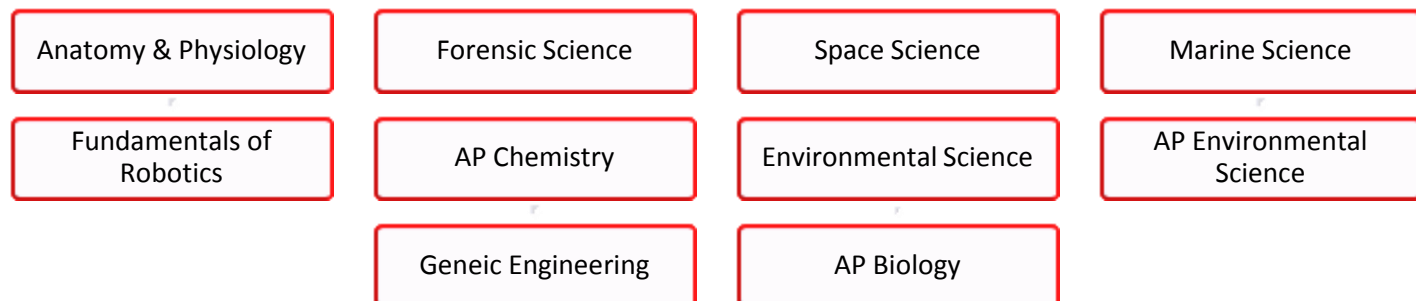 Anatomy & Physiology
Forensic Science
Space Science
Marine Science
Fundamentals of
Robotics
AP Chemistry
Environmental Science
AP Environmental
Science
Geneic Engineering
AP Biology